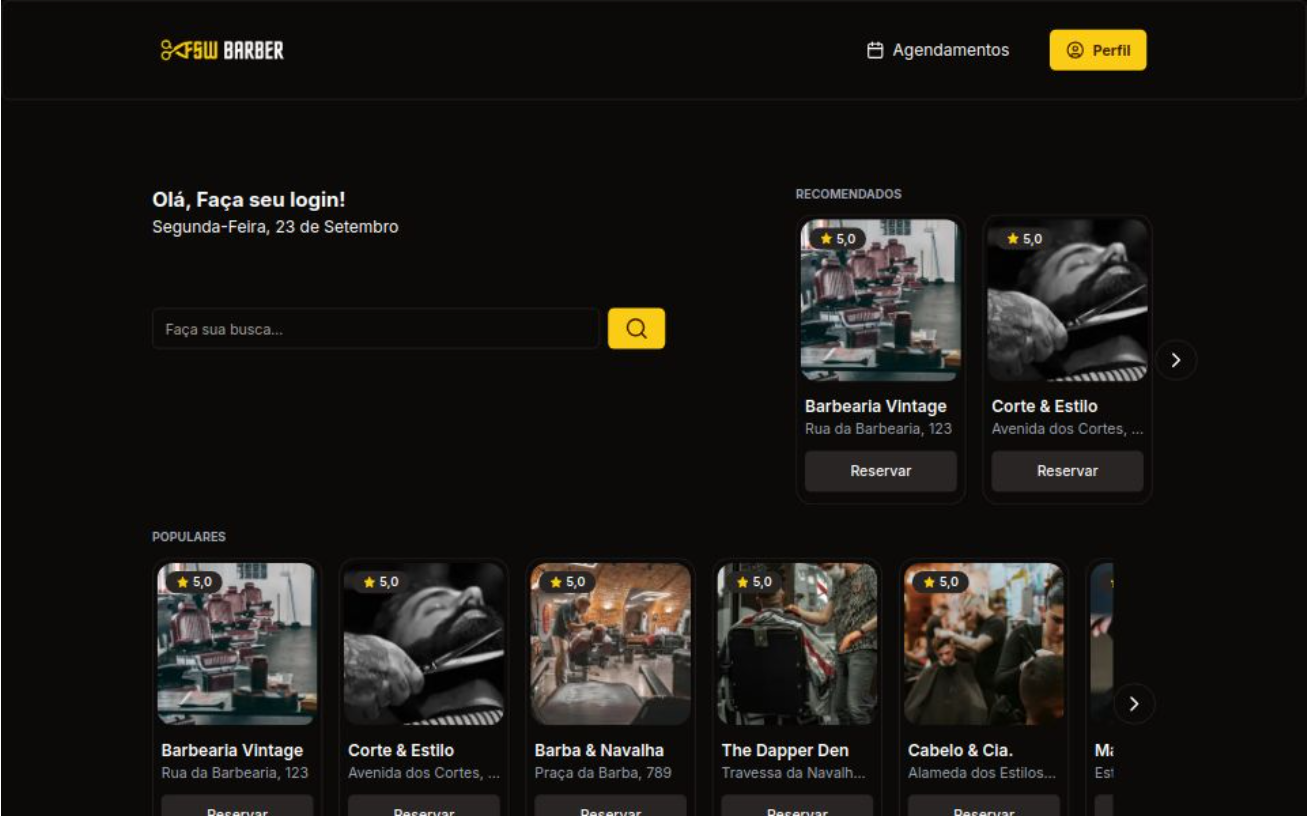 FSW BARBER
Agendamentos
Perfil
Olá, Faça seu login!
Segunda-Feira, 23 de Setembro
Faça sua busca...
RECOMENDADOS
5,0
5,0
Barbearia Vintage
Corte & Estilo
Rua da Barbearia, 123
Avenida dos Cortes, ...
Reservar
Reservar
POPULARES
5,0
5,0
5,0
5,0
5,0
Barbearia Vintage
Corte & Estilo
Barba & Navalha
The Dapper Den
Cabelo & Cia.
Ma
Rua da Barbearia, 123
Avenida dos Cortes, ...
Praça da Barba, 789
Travessa da Navalh...
Alameda dos Estilos...
Est
Reservar
Reservar
Reservar
Reservar
Reservar